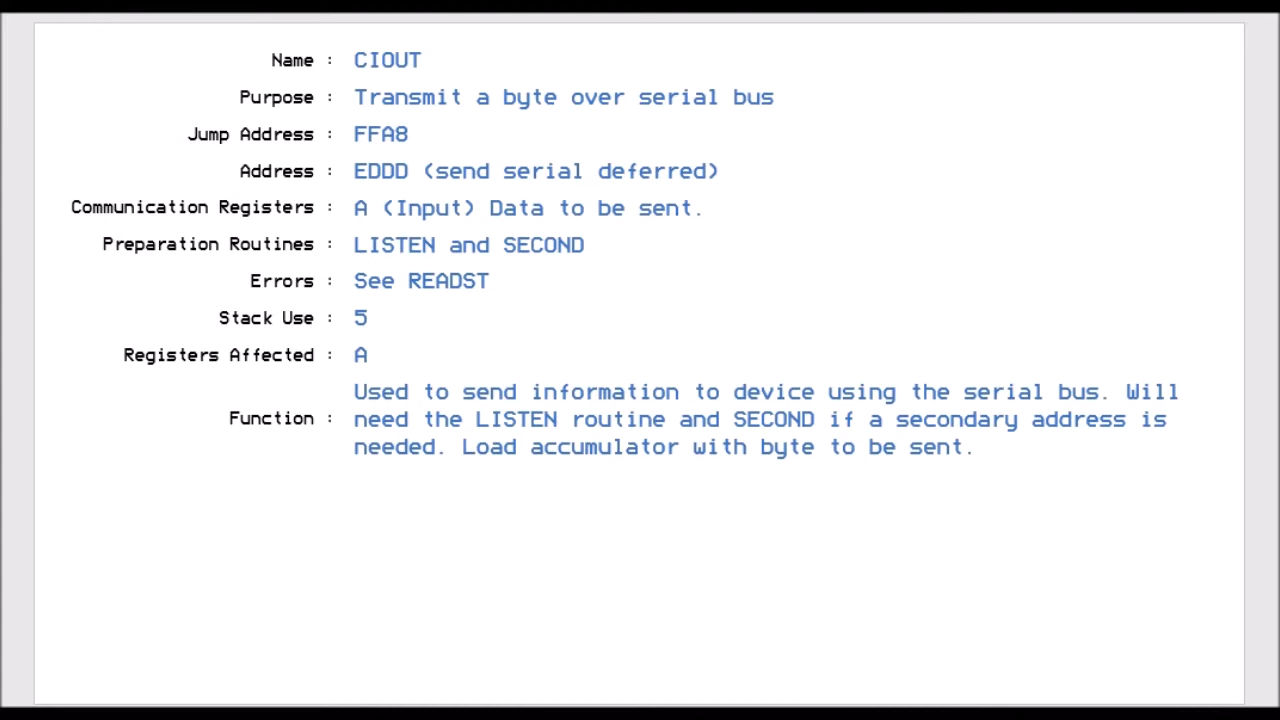 Name : CIOUT
Purpose : Transmit a byte over serial bus
Jump Address : FFA8
Address : EDDD (send serial deferred)
Communication Registers : A (Input) Data to be sent.
Preparation Routines : LISTEN and SECOND
Errors : See READST
Stack Use : 5
Registers Affected : A
Used to send information to device using the serial bus. Will
Function : need the LISTEN routine and SECOND if a secondary address is
needed. Load accumulator with byte to be sent.